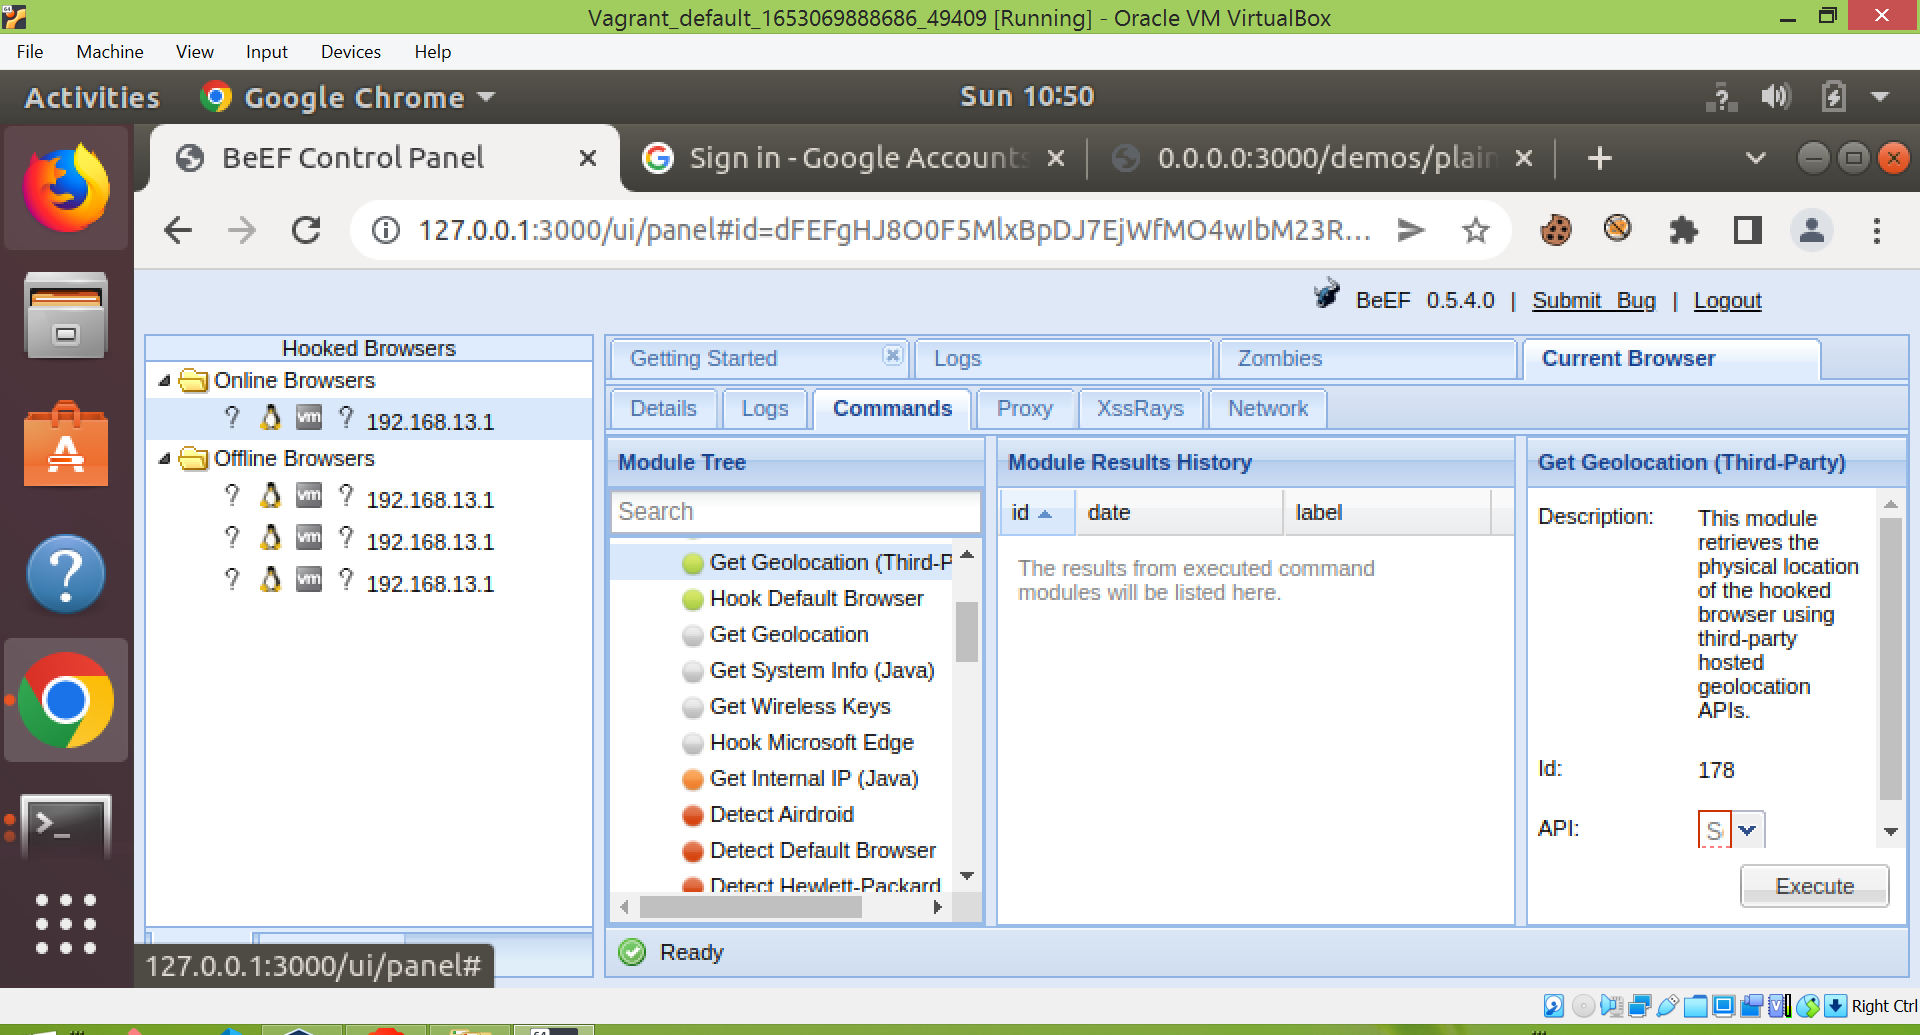 Vagrant_default_1653069888686_49409 [Running] - Oracle VM VirtualBox
File Machine View Input Devices Help
Activities Google Chrome Sun 10:50
BeEF Control Panel Sign in - Google Accounts 0.0.0.0:3000/demos/plain
127.0.0.1:3000/ui/panel#id=dFEFgHJ8O0F5MlxBpDJ7EjWfMO4wIbM23R...
BeEF 0.5.4.0 | Submit Bug | Logout
Hooked Browsers
Online Browsers
? vm ? 192.168.13.1
Offline Browsers
? vm ? 192.168.13.1
? vm ? 192.168.13.1
? vm ? 192.168.13.1
Getting Started Logs Zombies Current Browser
Details Logs Commands Proxy XssRays Network
Module Tree
Search
Get Geolocation (Third-P
Hook Default Browser
Get Geolocation
Get System Info (Java)
Get Wireless Keys
Hook Microsoft Edge
Get Internal IP (Java)
Detect Airdroid
Detect Default Browser
Detect Hewlett-Packard
Module Results History
id date label
The results from executed command
modules will be listed here.
Get Geolocation (Third-Party)
Description: This module
retrieves the
physical location
of the hooked
browser using
third-party
hosted
geolocation
APIs.
Id: 178
API: S
Execute
Ready
127.0.0.1:3000/ui/panel#
Right Ctrl